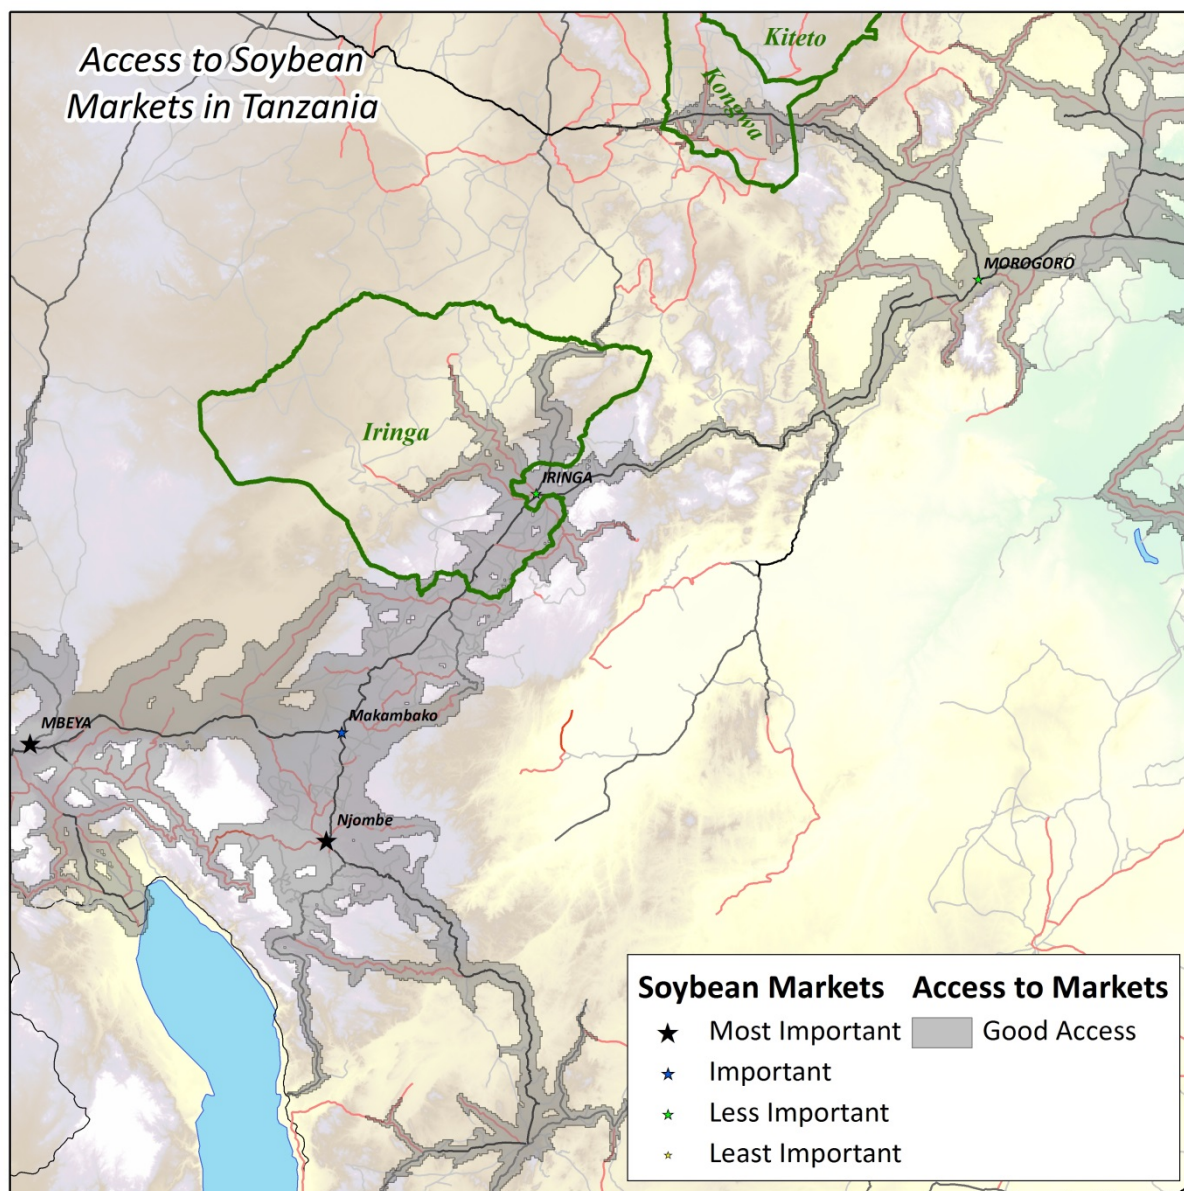 Access to Soybean
Markets in Tanzania
Kiteto
Kongwa
MOROGORO
Iringa
IRINGA
MBEYA
Makambako
Njombe
Soybean Markets
Most Important
Important
Less Important
Least Important
Access to Markets
Good Access